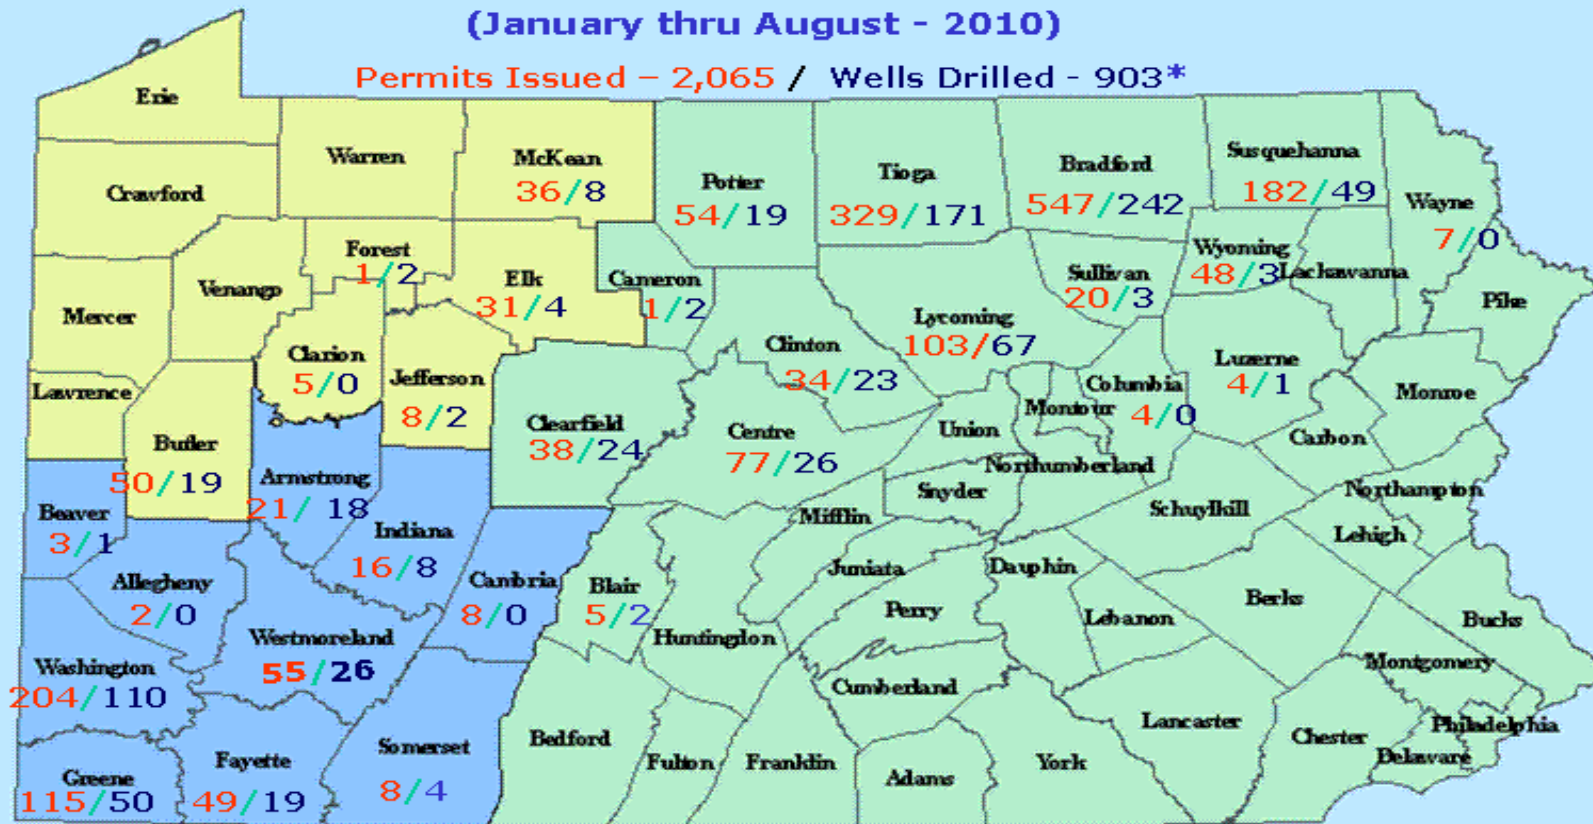 (January thru August - 2010)
Permits Issued – 2,065 / Wells Drilled - 903*
Erie
Warren
McKean
36/8
Crawford
Potter
54/19
Tioga
329/171
Bradford
547/242
Susquehanna
182/49
Wayne
7/0
Forest
1/2
Venango
Elk
31/4
Cameron
1/2
Sullivan
20/3
Wyoming
48/3
Lackawanna
Pike
Mercer
Lycoming
103/67
Clinton
34/23
Clarion
5/0
Jefferson
8/2
Luzerne
4/1
Columbia
4/0
Montour
Monroe
Lawrence
Butler
50/19
Clearfield
38/24
Centre
77/26
Union
Carbon
Northumberland
Snyder
Armstrong
21/ 18
Beaver
3/1
Indiana
16/8
Mifflin
Schuylkill
Northampton
Lehigh
Allegheny
2/0
Cambria
8/0
Blair
5/2
Juniata
Dauphin
Perry
Lebanon
Berks
Bucks
Westmoreland
55/26
Huntingdon
Washington
204/110
Montgomery
Cumberland
Lancaster
Philadelphia
Chester
Delaware
Bedford
Somerset
8/4
Fayette
49/19
Greene
115/50
Fulton
Franklin
Adams
York